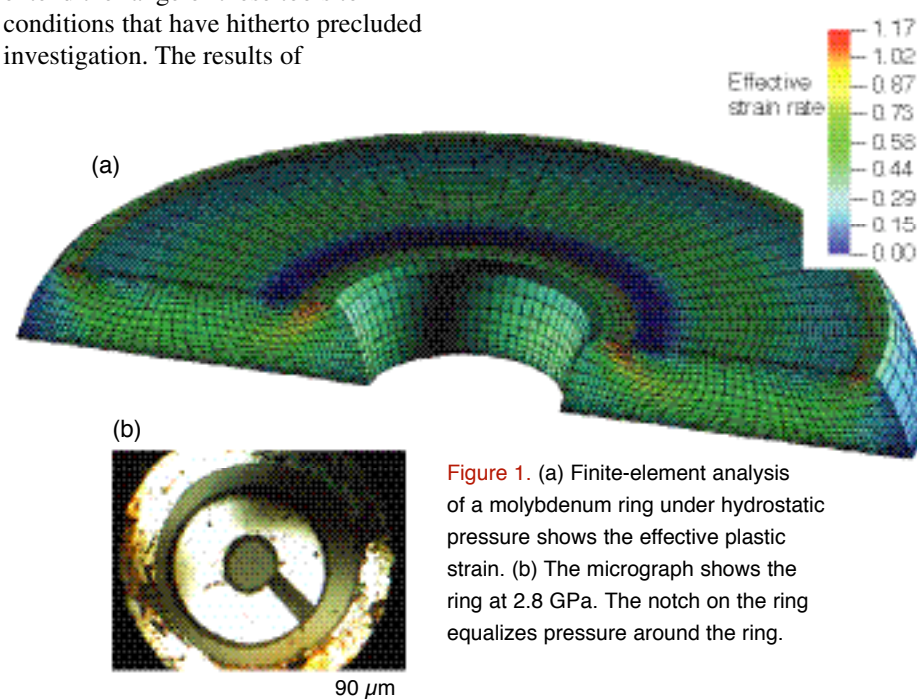 conditions that have hitherto precluded
investigation. The results of
Effective
strain rate
1.17
1.02
0.87
0.73
0.58
0.44
0.29
0.15
0.00
(a)
(b)
Figure 1. (a) Finite-element analysis
of a molybdenum ring under hydrostatic
pressure shows the effective plastic
strain. (b) The micrograph shows the
ring at 2.8 GPa. The notch on the ring
equalizes pressure around the ring.
90 μm